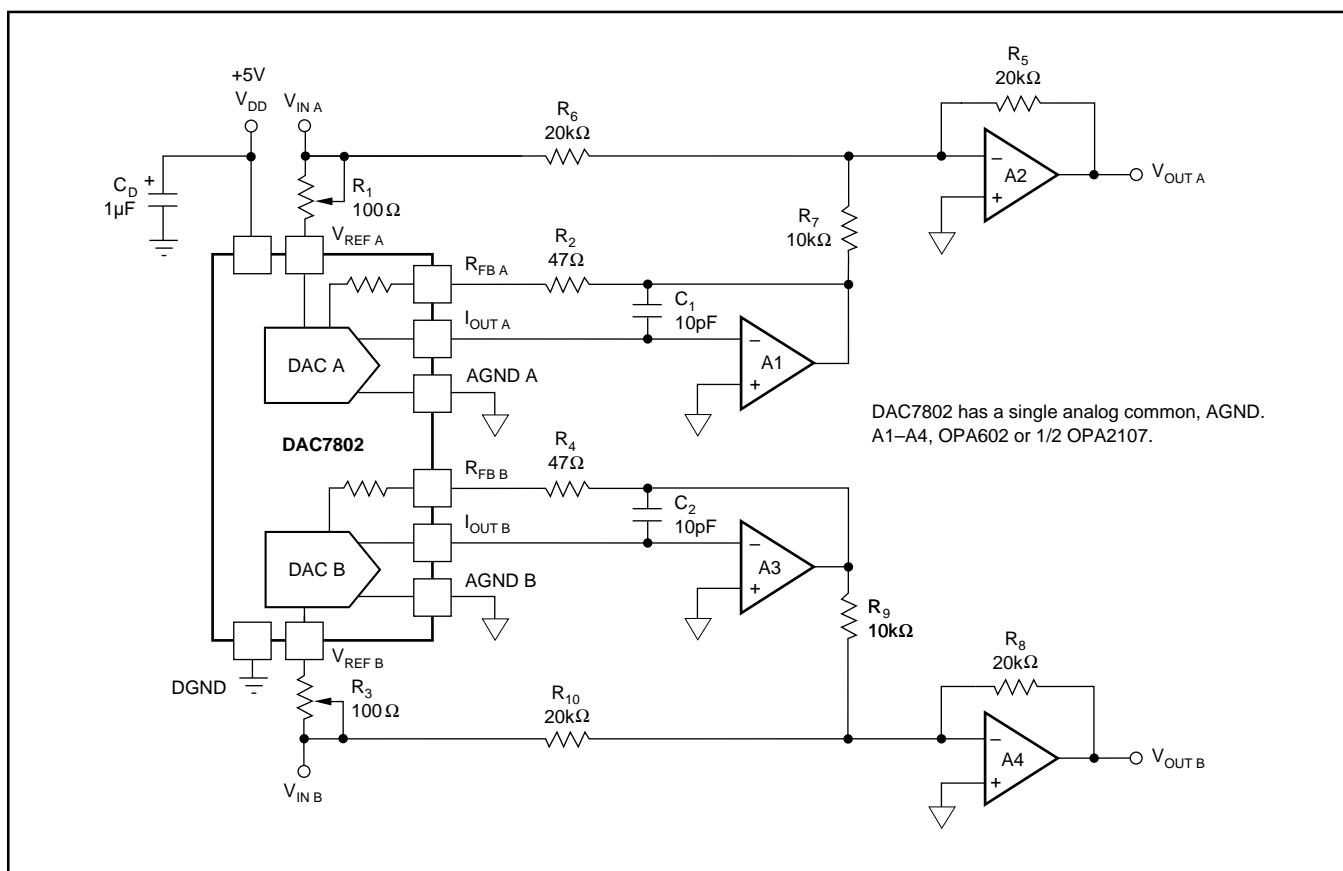 +5V
V_DD
V_IN A
R_6
20kΩ
R_5
20kΩ
A2
–
+
V_OUT A
C_D
+
1µF
R_1
100Ω
V_REF A
R_7
10kΩ
R_FB A
R_2
47Ω
C_1
10pF
I_OUT A
DAC A
AGND A
A1
–
+
DAC7802 has a single analog common, AGND.
A1–A4, OPA602 or 1/2 OPA2107.
DAC7802
R_FB B
R_4
47Ω
C_2
10pF
I_OUT B
DAC B
AGND B
A3
–
+
R_9
10kΩ
V_REF B
DGND
R_3
100Ω
R_10
20kΩ
R_8
20kΩ
A4
–
+
V_OUT B
V_IN B